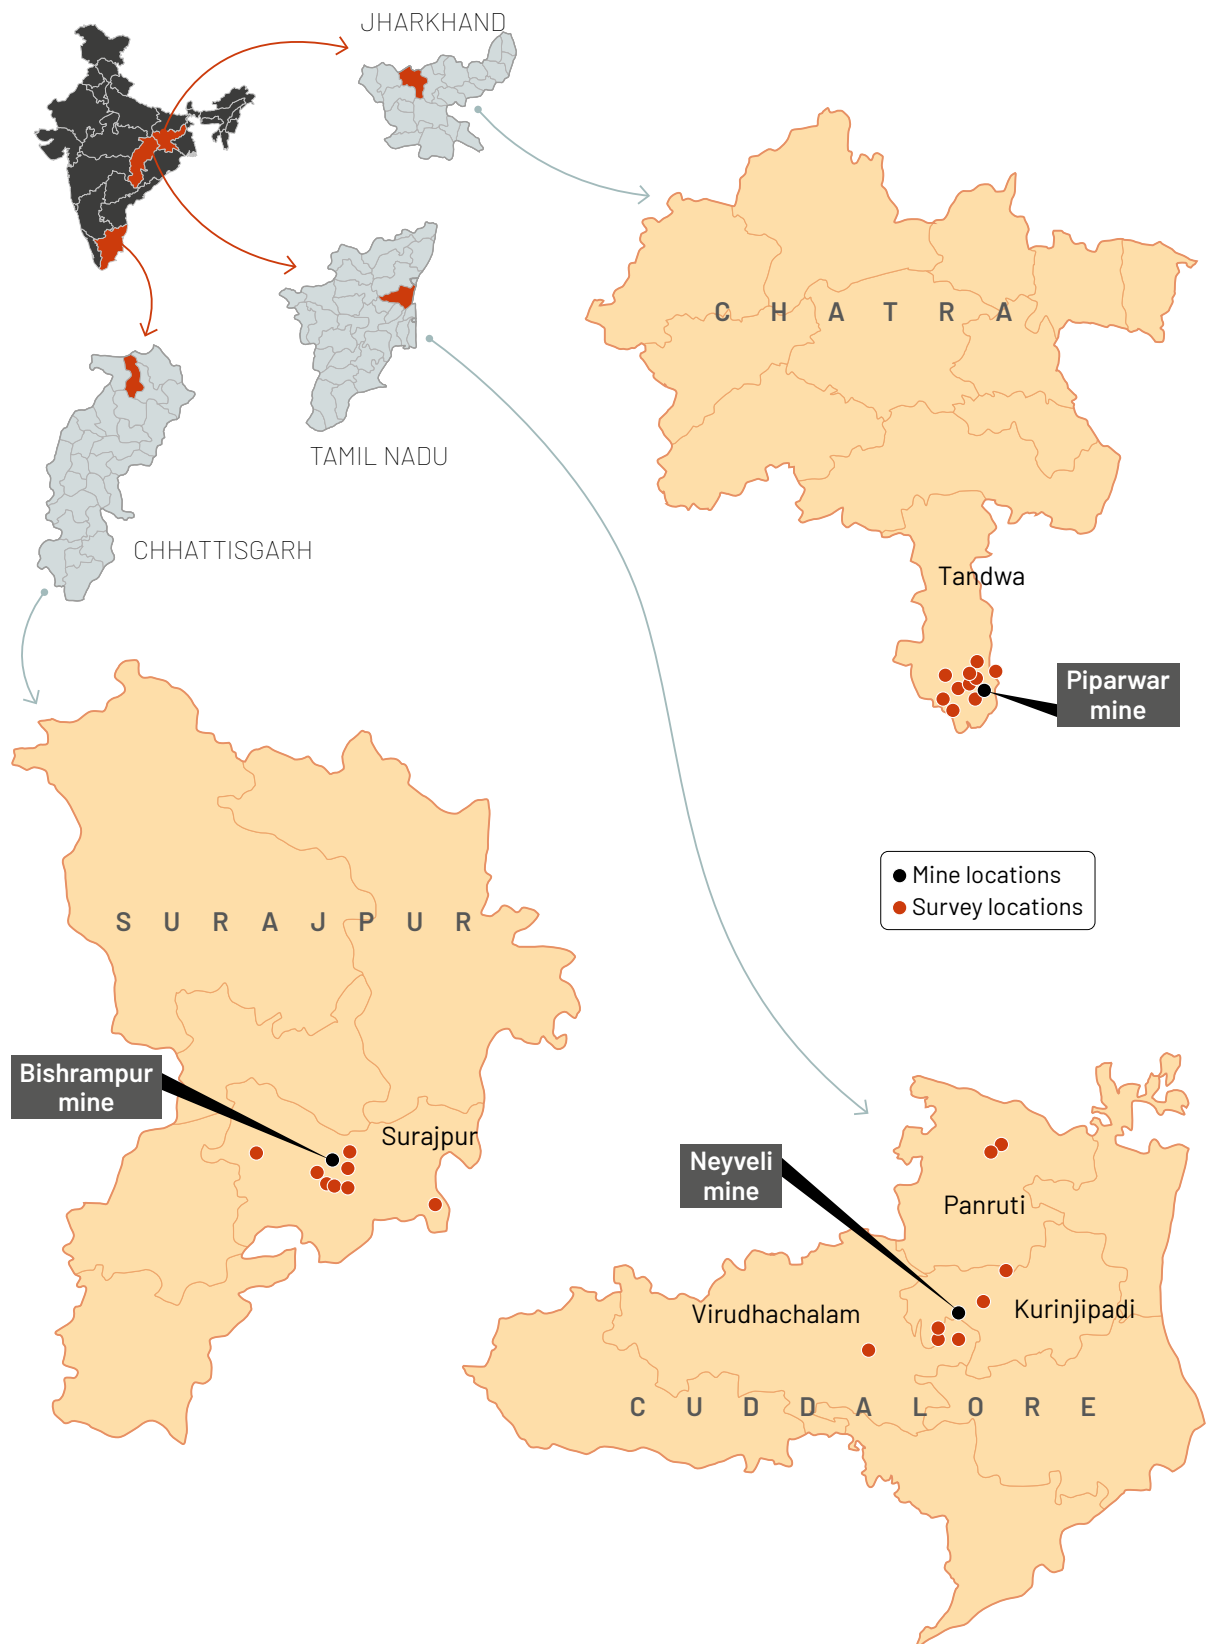 JHARKHAND
TAMIL NADU
CHHATTISGARH
C H A T R A
Tandwa
Piparwar
mine
Mine locations
Survey locations
S U R A J P U R
Bishrampur
mine
Surajpur
Neyveli
mine
Panruti
Virudhachalam
Kurinjipadi
C U D D A L O R E